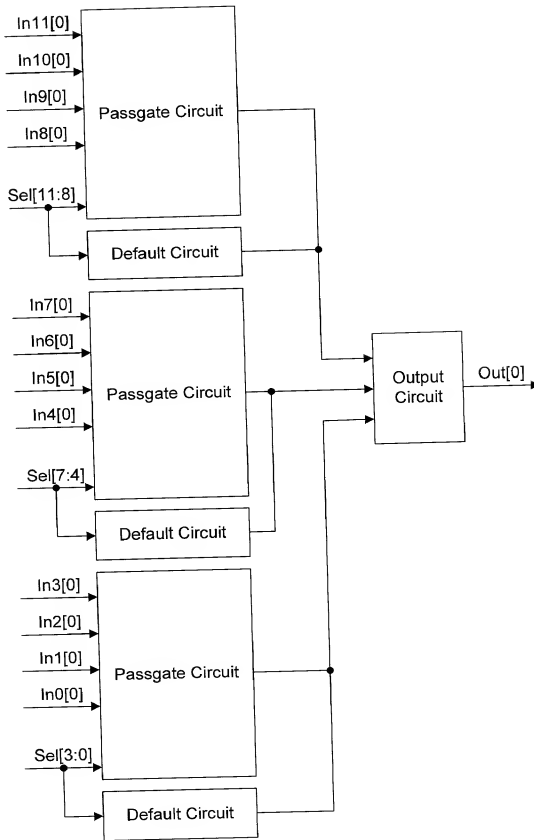 In11[0]
In10[0]
In9[0]
In8[0]
Sel[11:8]
Passgate Circuit
Default Circuit
In7[0]
In6[0]
In5[0]
In4[0]
Sel[7:4]
Passgate Circuit
Default Circuit
Output
Circuit
Out[0]
In3[0]
In2[0]
In1[0]
In0[0]
Sel[3:0]
Passgate Circuit
Default Circuit